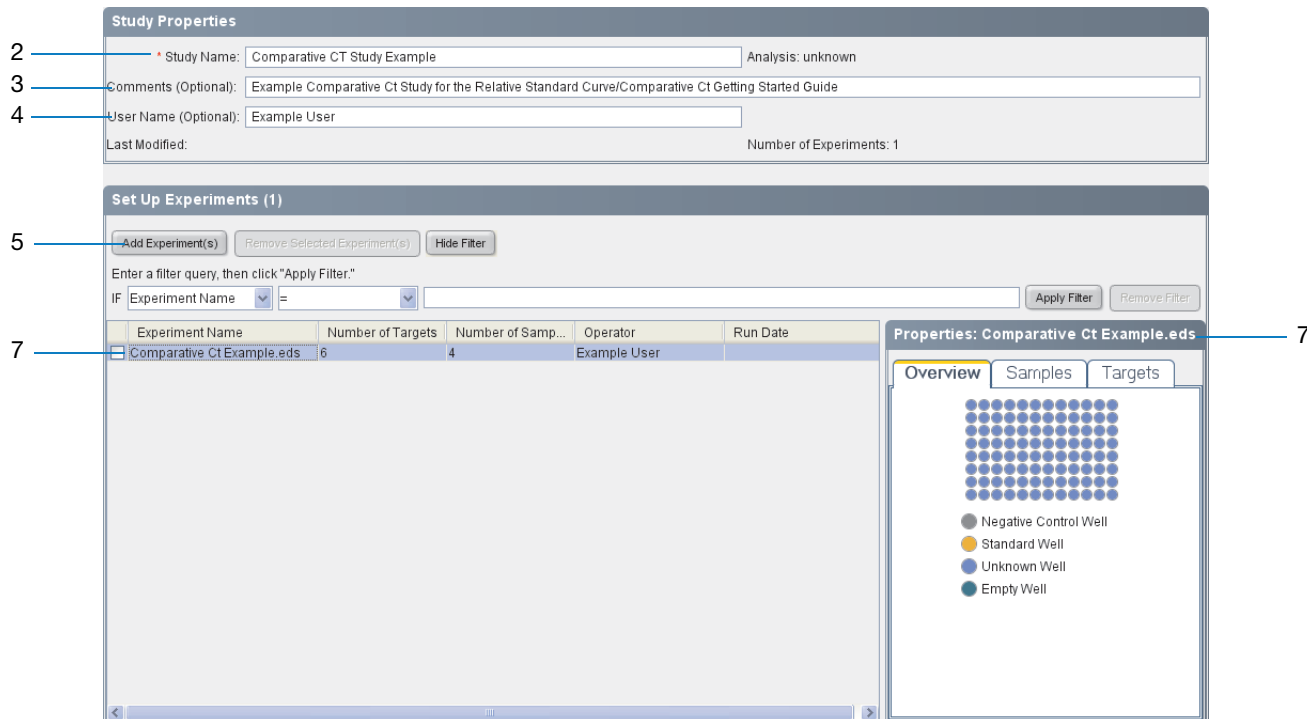 Study Properties
2
* Study Name: Comparative CT Study Example Analysis: unknown
3
Comments (Optional): Example Comparative Ct Study for the Relative Standard Curve/Comparative Ct Getting Started Guide
4
User Name (Optional): Example User
Last Modified: Number of Experiments: 1
Set Up Experiments (1)
5
Add Experiment(s) Remove Selected Experiment(s) Hide Filter
Enter a filter query, then click "Apply Filter."
IF Experiment Name = Apply Filter Remove Filter
Experiment Name Number of Targets Number of Samp... Operator Run Date
7
Comparative Ct Example.eds 6 4 Example User
Properties: Comparative Ct Example.eds
7
Overview Samples Targets
Negative Control Well
Standard Well
Unknown Well
Empty Well